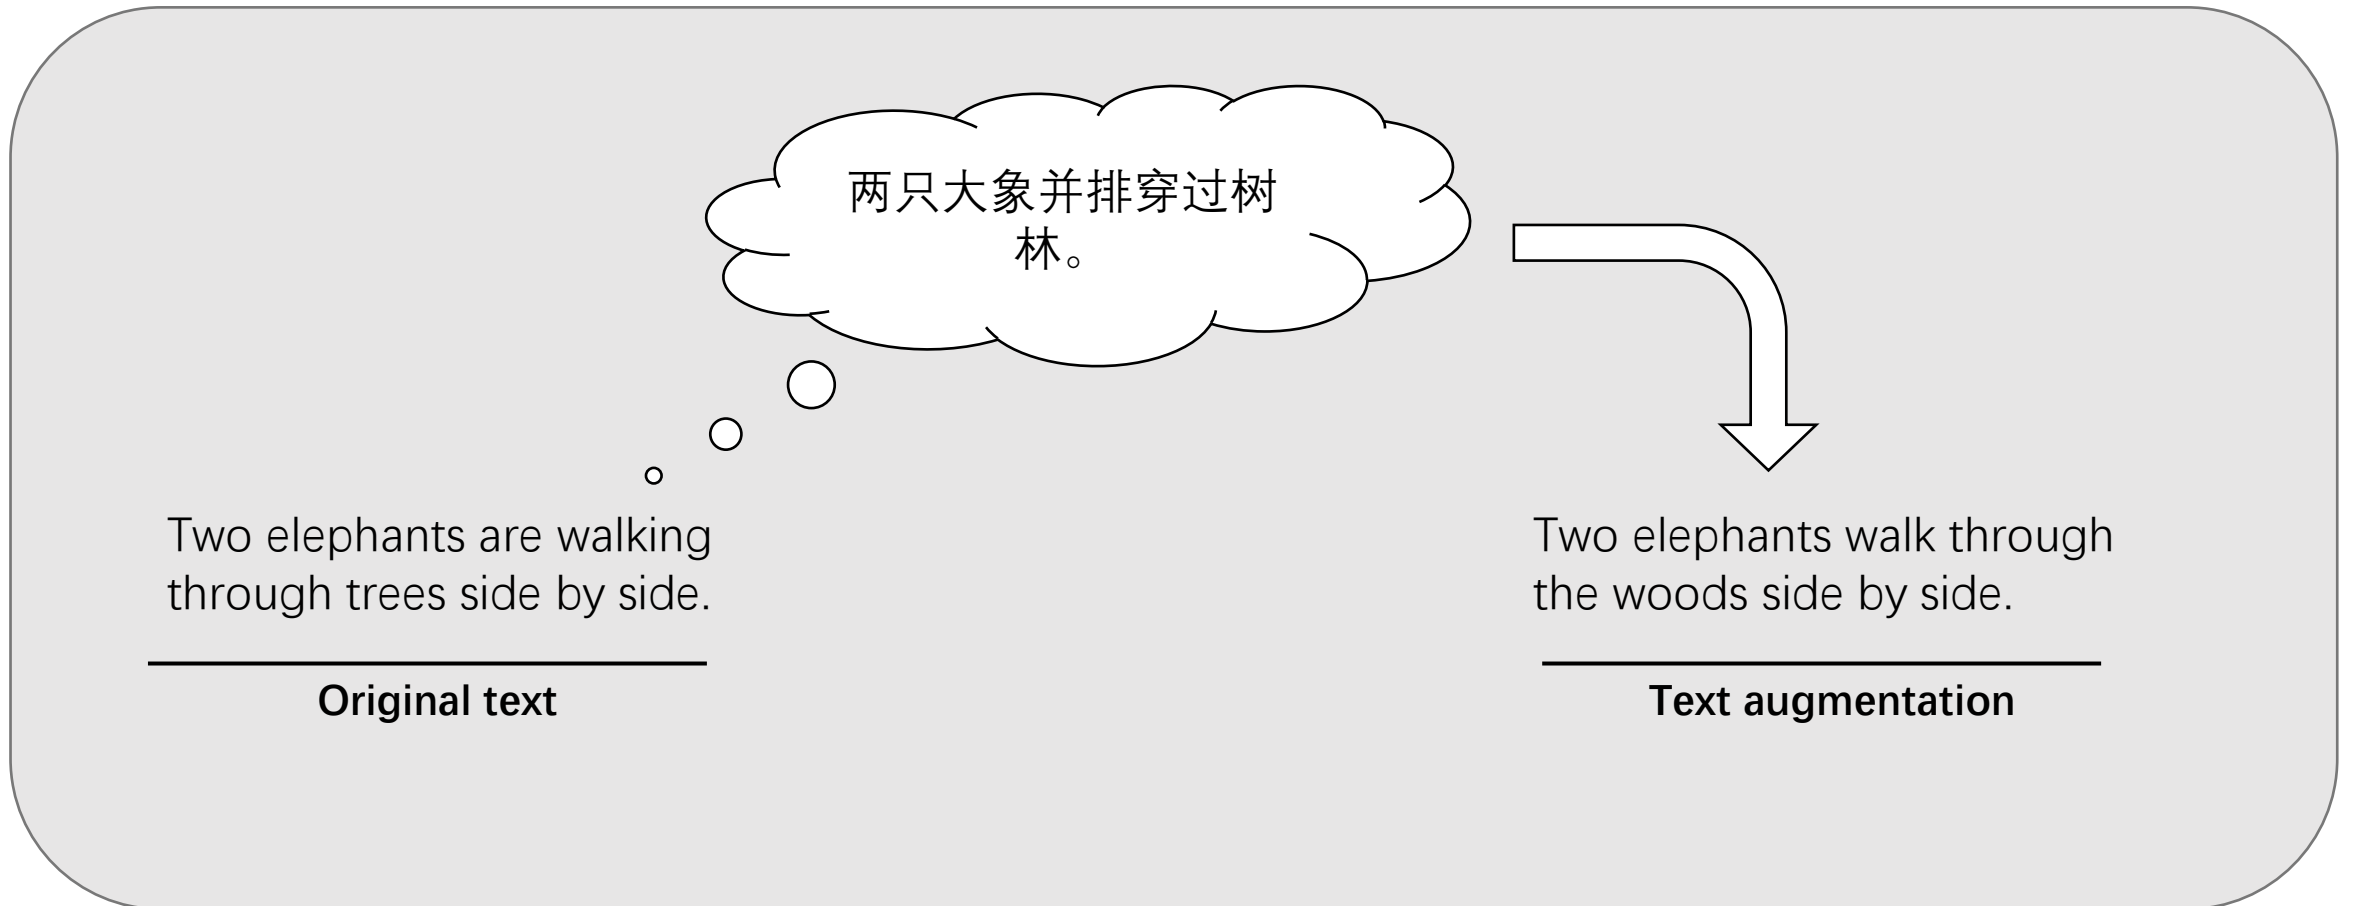 两只大象并排穿过树
林。
Two elephants are walking
through trees side by side.
Original text
Two elephants walk through
the woods side by side.
Text augmentation